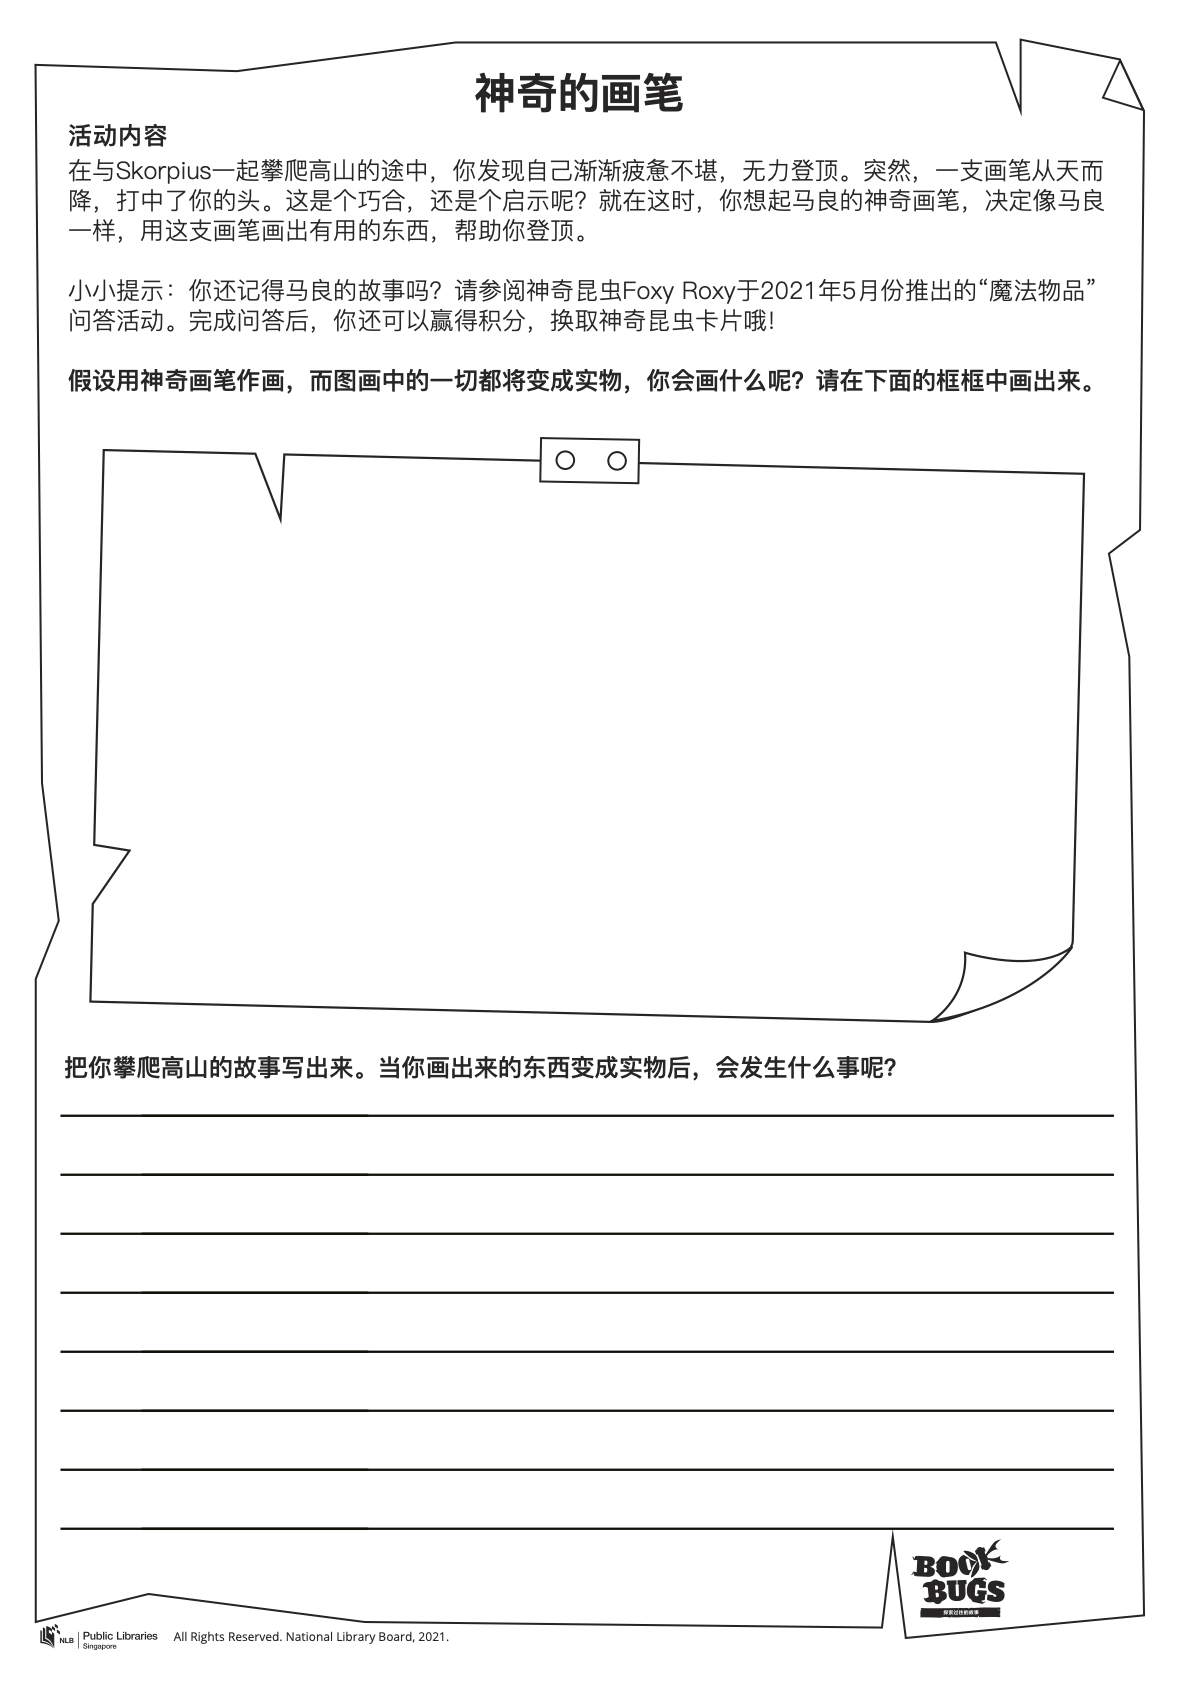 神奇的画笔
活动内容
在与Skorpius一起攀爬高山的途中，你发现自己渐渐疲惫不堪，无力登顶。突然，一支画笔从天而
降，打中了你的头。这是个巧合，还是个启示呢？就在这时，你想起马良的神奇画笔，决定像马良
一样，用这支画笔画出有用的东西，帮助你登顶。
小小提示：你还记得马良的故事吗？请参阅神奇昆虫Foxy Roxy于2021年5月份推出的“魔法物品”
问答活动。完成问答后，你还可以赢得积分，换取神奇昆虫卡片哦!
假设用神奇画笔作画，而图画中的一切都将变成实物，你会画什么呢？请在下面的框框中画出来。
把你攀爬高山的故事写出来。当你画出来的东西变成实物后，会发生什么事呢?
BOOK
BUGS
探索过往的故事
NLB
Public Libraries
Singapore
All Rights Reserved. National Library Board, 2021.